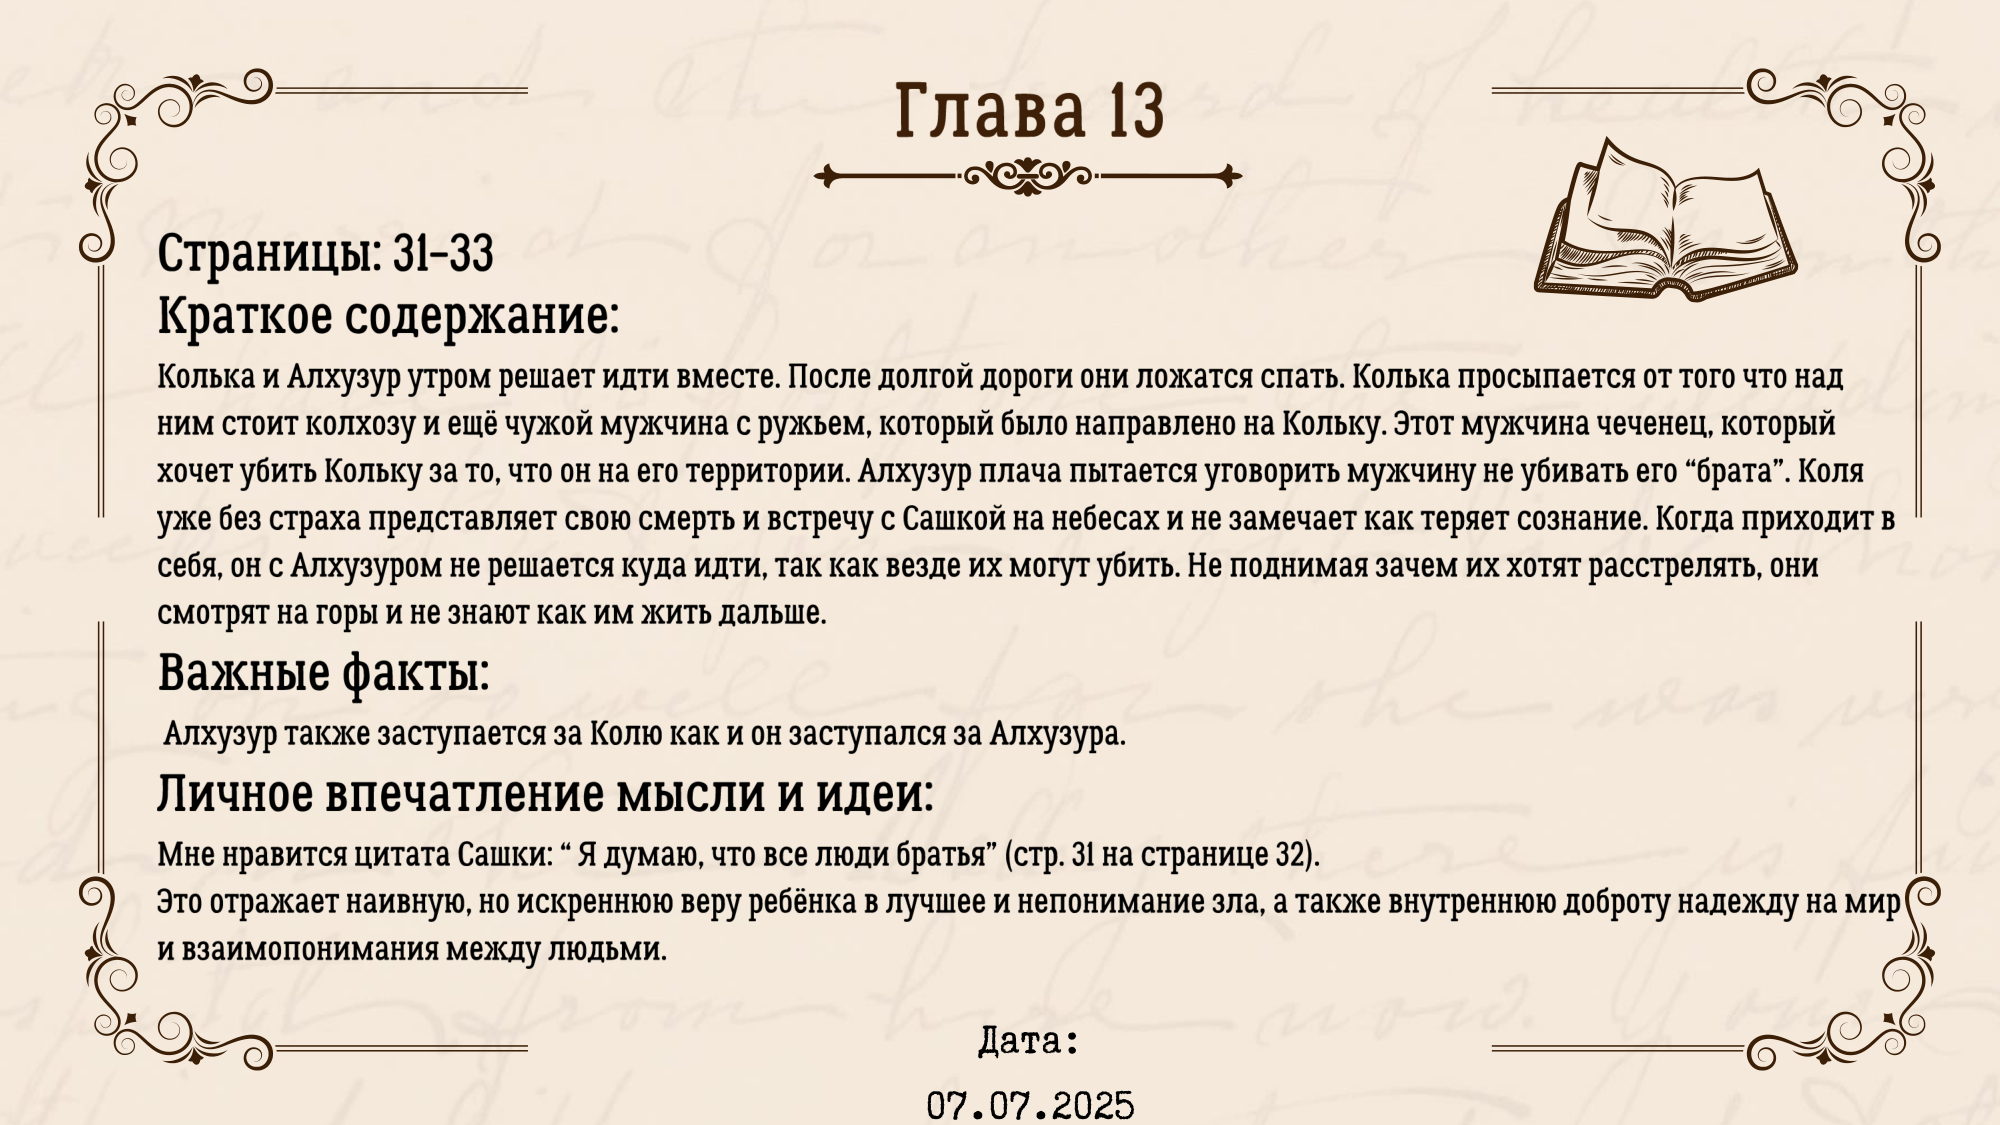 Глава 13
Страницы: 31–33
Краткое содержание:
Колька и Алхузур утром решает идти вместе. После долгой дороги они ложатся спать. Колька просыпается от того что над
ним стоит колхозу и ещё чужой мужчина с ружьем, который было направлено на Кольку. Этот мужчина чеченец, который
хочет убить Кольку за то, что он на его территории. Алхузур плача пытается уговорить мужчину не убивать его “брата”. Коля
уже без страха представляет свою смерть и встречу с Сашкой на небесах и не замечает как теряет сознание. Когда приходит в
себя, он с Алхузуром не решается куда идти, так как везде их могут убить. Не поднимая зачем их хотят расстрелять, они
смотрят на горы и не знают как им жить дальше.
Важные факты:
Алхузур также заступается за Колю как и он заступался за Алхузура.
Личное впечатление мысли и идеи:
Мне нравится цитата Сашки: “ Я думаю, что все люди братья” (стр. 31 на странице 32).
Это отражает наивную, но искреннюю веру ребёнка в лучшее и непонимание зла, а также внутреннюю доброту надежду на мир
и взаимопонимания между людьми.
Дата:
07.07.2025